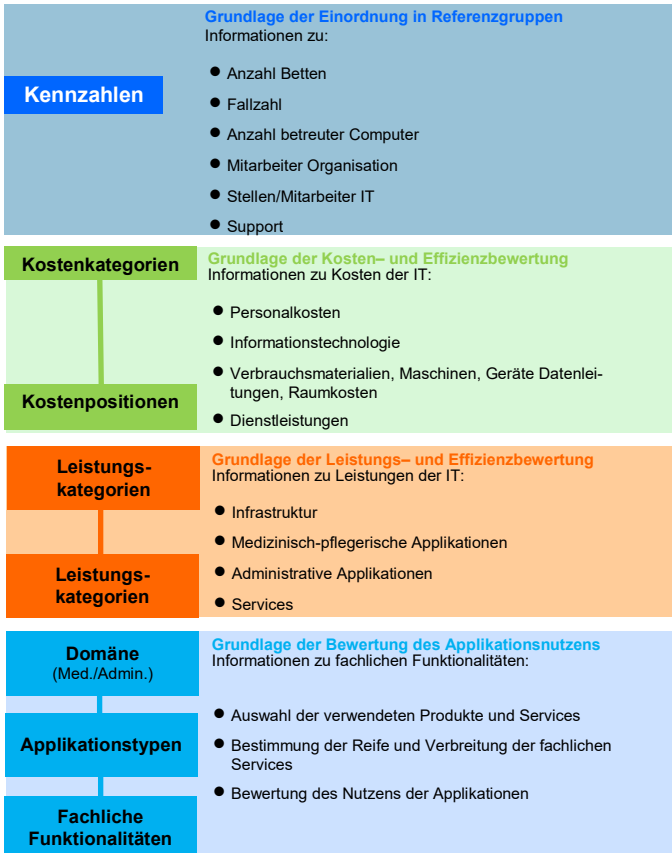 Grundlage der Einordnung in Referenzgruppen
Informationen zu:
Kennzahlen
● Anzahl Betten
● Fallzahl
● Anzahl betreuter Computer
● Mitarbeiter Organisation
● Stellen/Mitarbeiter IT
● Support
Kostenkategorien
Grundlage der Kosten– und Effizienzbewertung
Informationen zu Kosten der IT:
● Personalkosten
● Informationstechnologie
● Verbrauchsmaterialien, Maschinen, Geräte Datenlei-
tungen, Raumkosten
Kostenpositionen
● Dienstleistungen
Leistungs-
kategorien
Grundlage der Leistungs– und Effizienzbewertung
Informationen zu Leistungen der IT:
● Infrastruktur
● Medizinisch-pflegerische Applikationen
● Administrative Applikationen
● Services
Leistungs-
kategorien
Domäne
(Med./Admin.)
Grundlage der Bewertung des Applikationsnutzens
Informationen zu fachlichen Funktionalitäten:
Applikationstypen
● Auswahl der verwendeten Produkte und Services
● Bestimmung der Reife und Verbreitung der fachlichen
Services
● Bewertung des Nutzens der Applikationen
Fachliche
Funktionalitäten